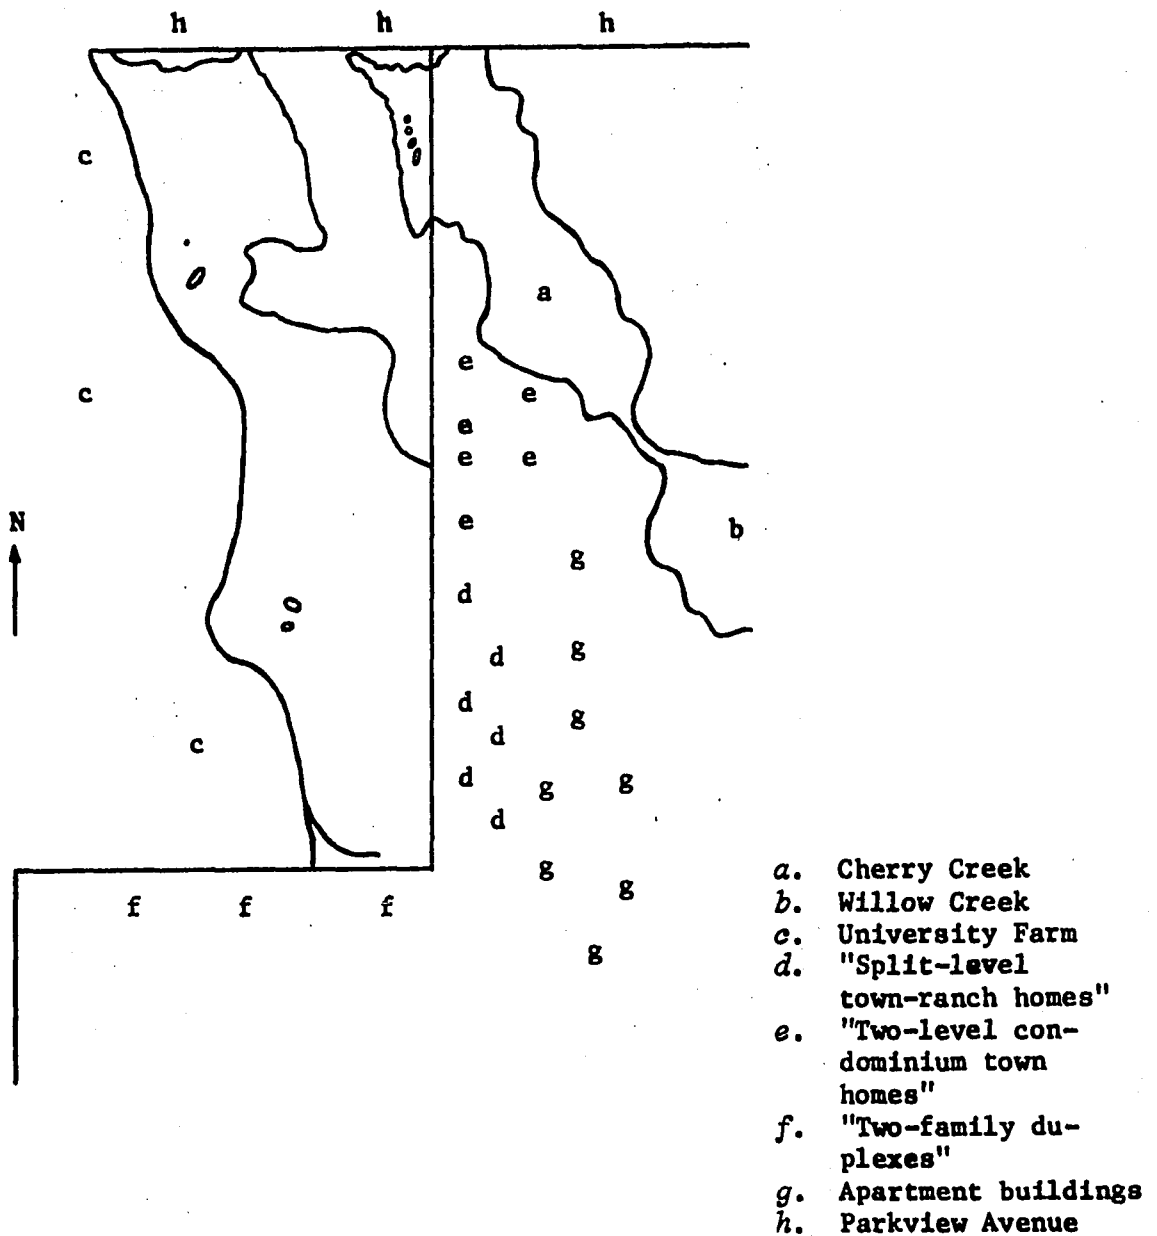 h h h
c
a
e
c e
e
e e
N
e
b
g
d
d g
d
g
c d
d g g
d
g g
f f f
g
a. Cherry Creek
b. Willow Creek
c. University Farm
d. "Split-level
town-ranch homes"
e. "Two-level con-
dominium town
homes"
f. "Two-family du-
plexes"
g. Apartment buildings
h. Parkview Avenue